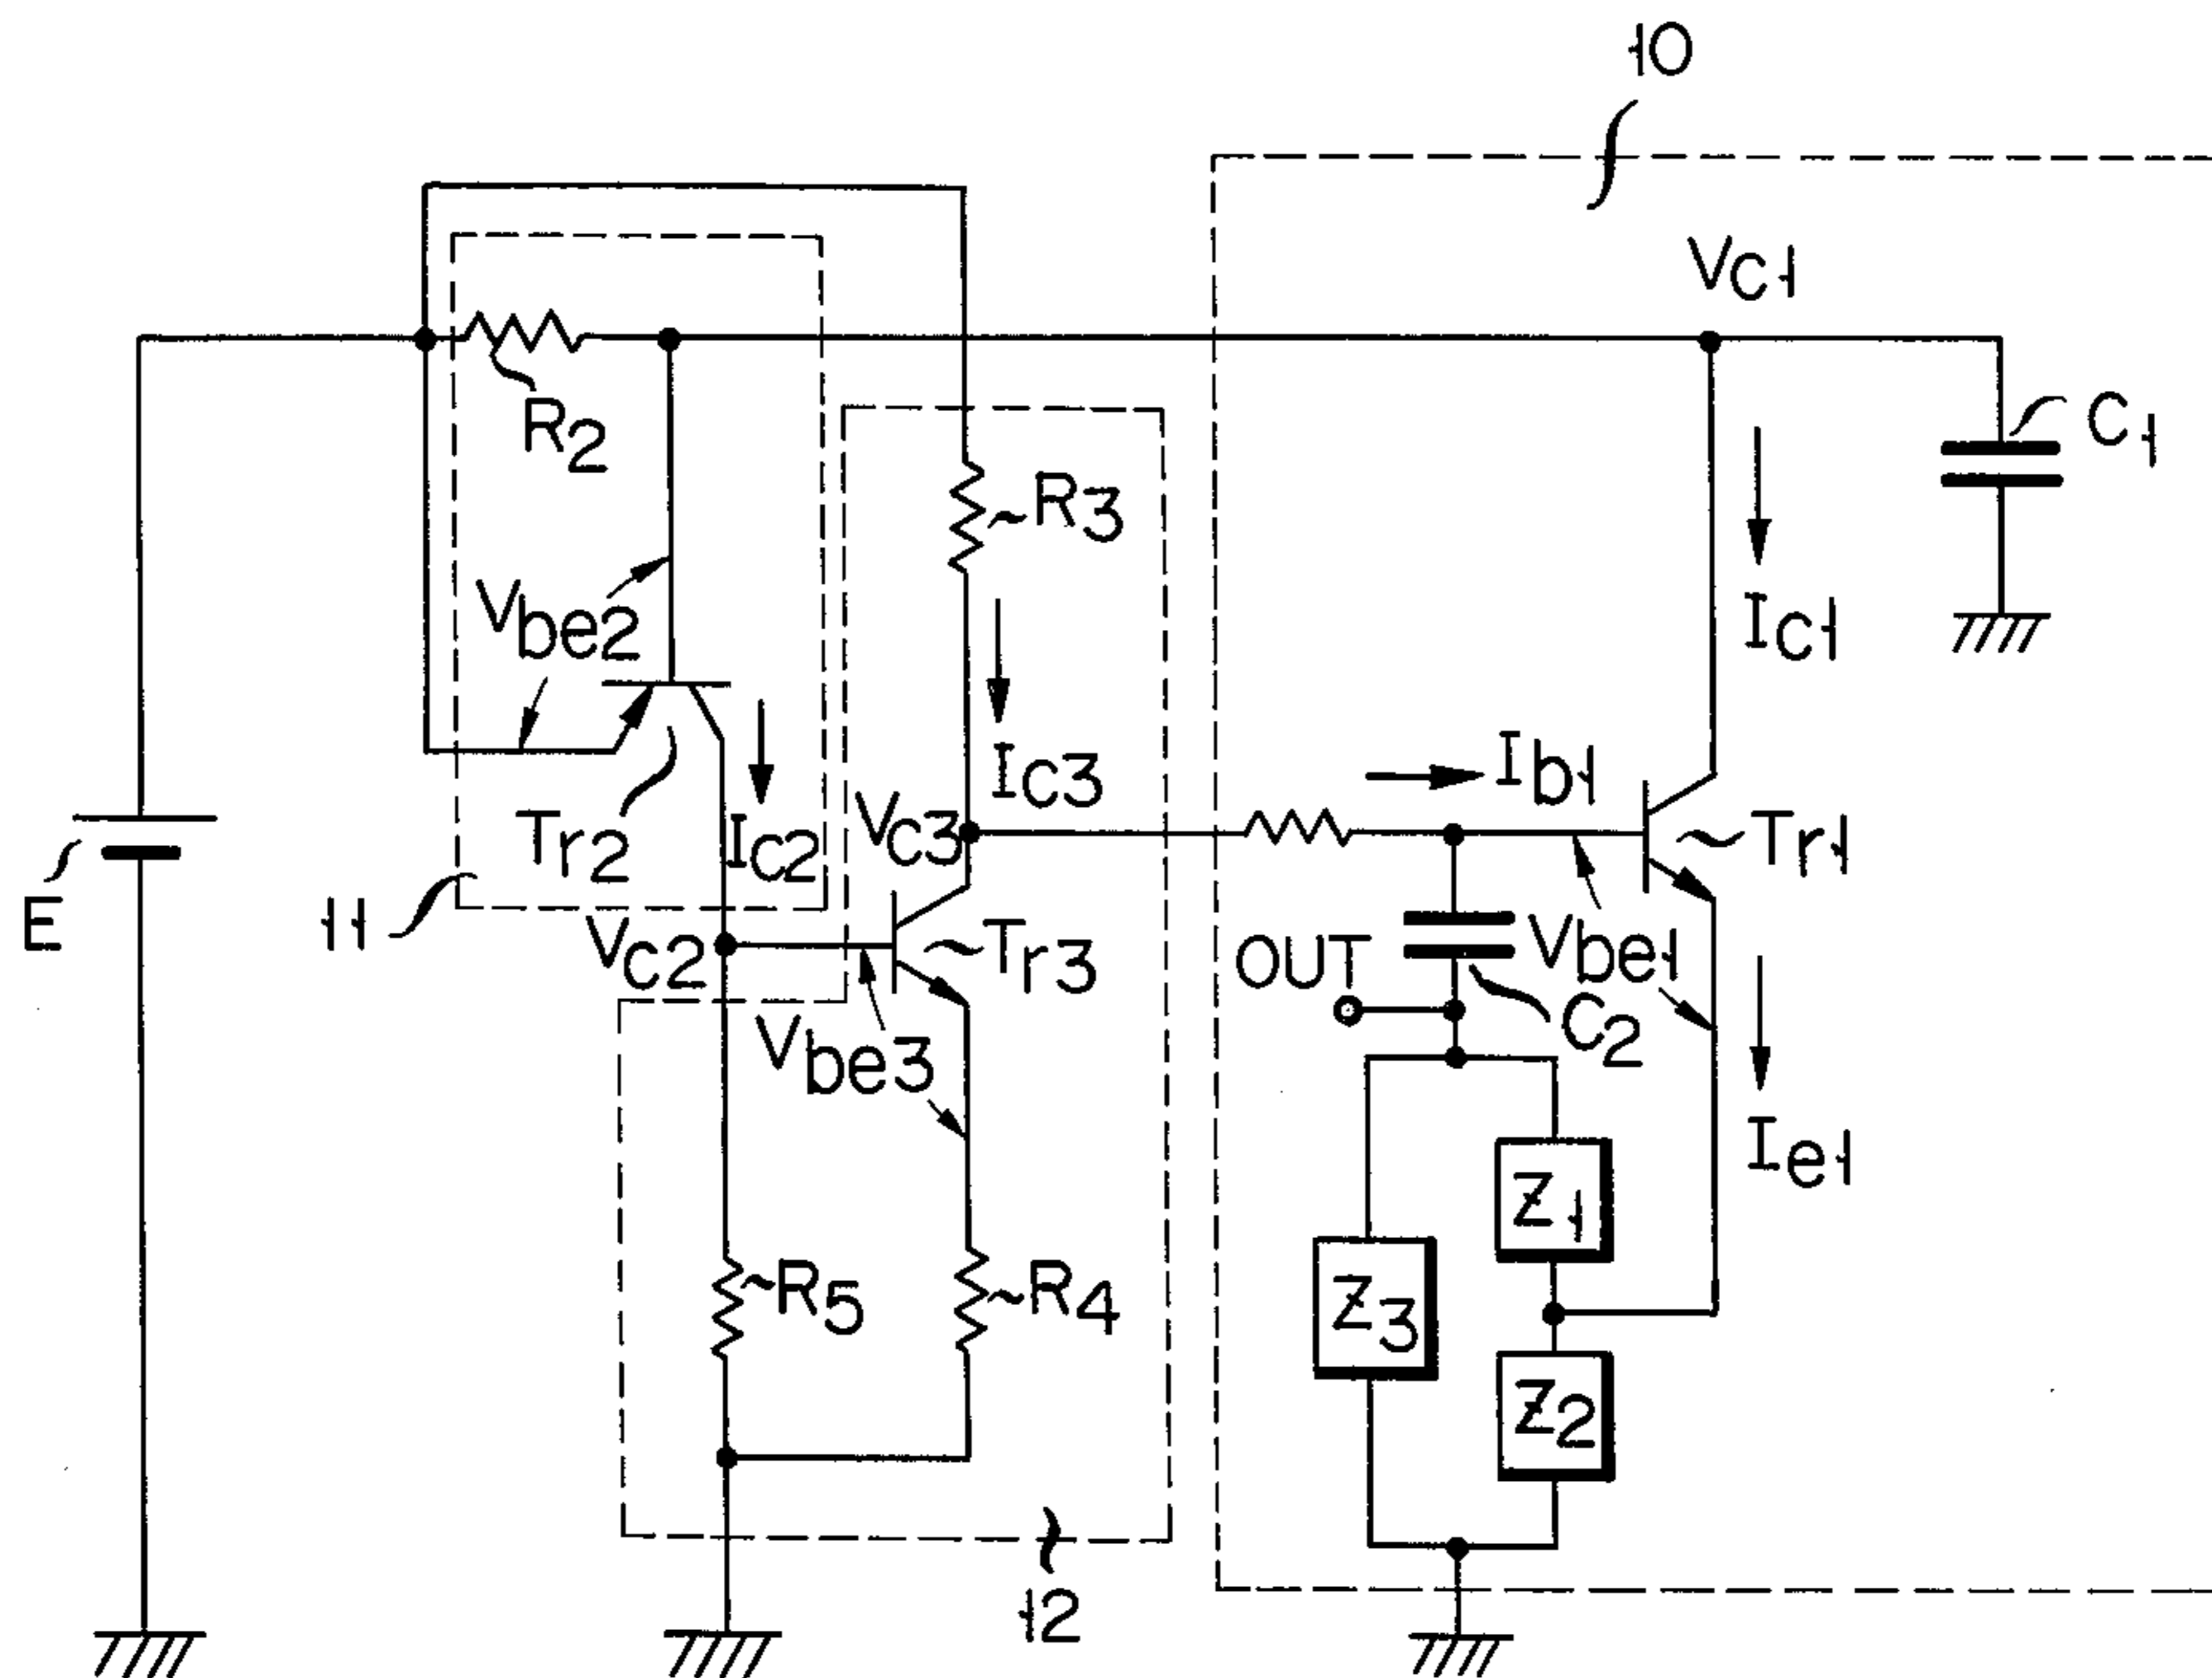 10
Vc1
R2
C1
R3
Vbe2
Ic1
Ic3
Ib1
Tr2
Ic2
Vc3
Tr1
E
11
Vc2
Tr3
OUT
Vbe1
C2
Vbe3
Ie1
Z1
R5
R4
Z3
Z2
12